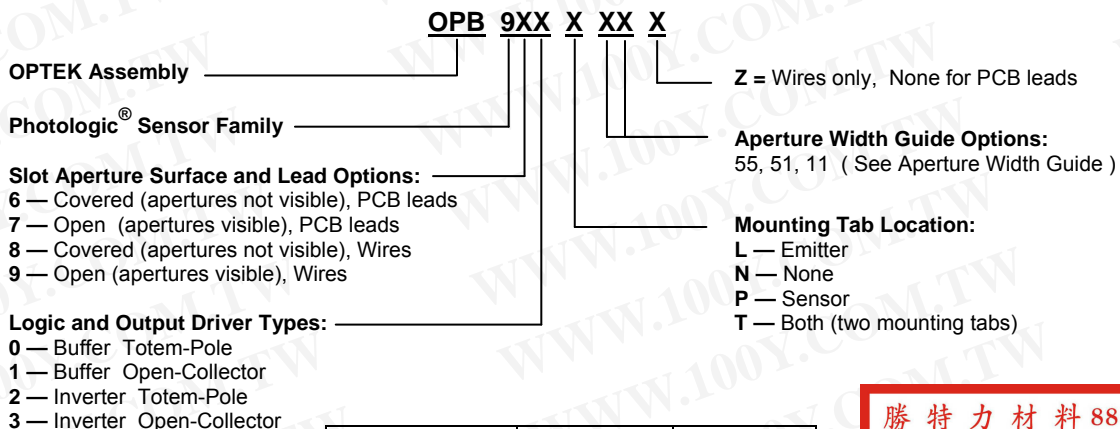 OPB 9XX X XX X
OPTEK Assembly
Photologic® Sensor Family
Slot Aperture Surface and Lead Options:
6 — Covered (apertures not visible), PCB leads
7 — Open (apertures visible), PCB leads
8 — Covered (apertures not visible), Wires
9 — Open (apertures visible), Wires
Logic and Output Driver Types:
0 — Buffer Totem-Pole
1 — Buffer Open-Collector
2 — Inverter Totem-Pole
3 — Inverter Open-Collector
Z = Wires only, None for PCB leads
Aperture Width Guide Options:
55, 51, 11 ( See Aperture Width Guide )
Mounting Tab Location:
L — Emitter
N — None
P — Sensor
T — Both (two mounting tabs)
勝特力材料88
WWW.100Y.COM.TW